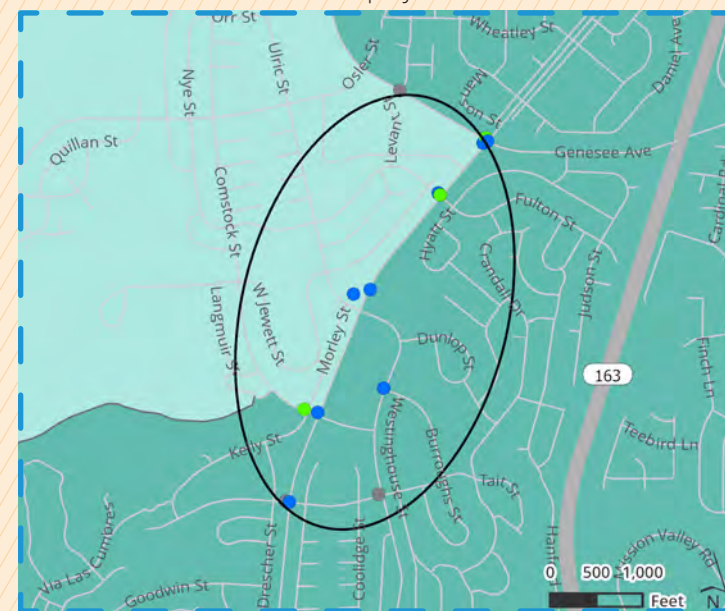 Orr St
Wheatley St
Daniel Ave
Osler St
Ulric St
Nye St
Man
son St
Levant St
Quillan St
Genesee Ave
Cardinal Rd
Comstock St
Fulton St
Hyatt St
Crandall Dr
Judson St
W Jewett St
Langmuir St
Morley St
Dunlop St
163
Finch Ln
Westinghouse St
Kelly St
Burroughs St
Teebird Ln
Tait St
Via Las Cumbres
Drescher St
Coolidge St
Mission Valley Rd
Goodwin St
0 500 1,000
Feet
N